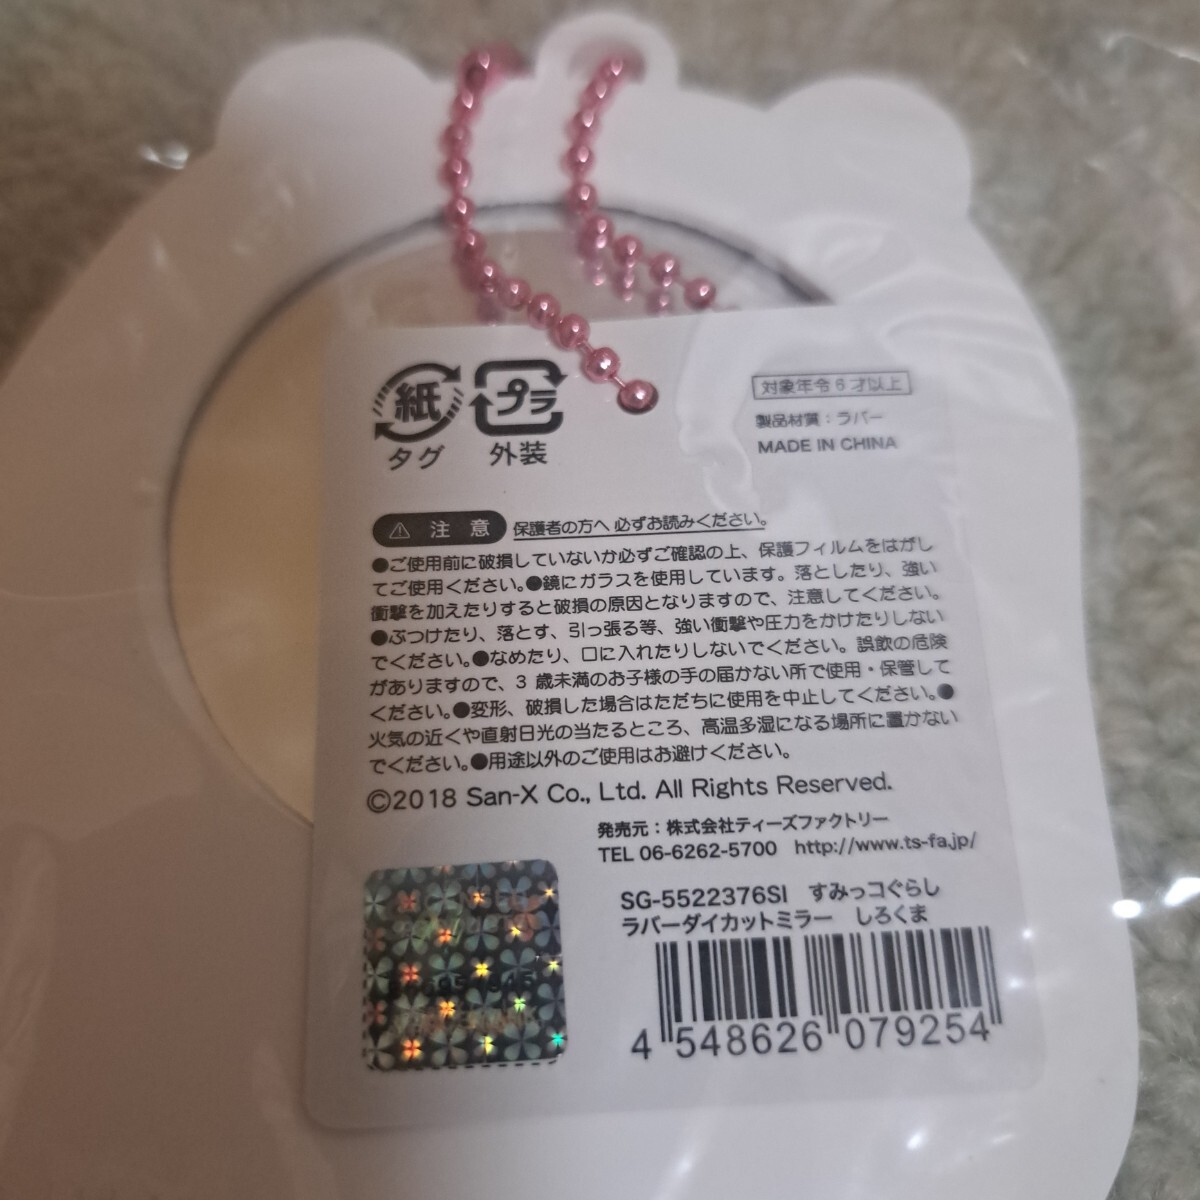 紙
タグ
プラ
外装
対象年令6才以上
製品材質：ラバー
MADE IN CHINA
⚠ 注意 保護者の方へ 必ずお読みください。
●ご使用前に破損していないか必ずご確認の上、保護フィルムをはがし
てご使用ください。●鏡にガラスを使用しています。落としたり、強い
衝撃を加えたりすると破損の原因となりますので、注意してください。
●ぶつけたり、落とす、引っ張る等、強い衝撃や圧力をかけたりしない
でください。●なめたり、口に入れたりしないでください。誤飲の危険
がありますので、3歳未満のお子様の手の届かない所で使用・保管して
ください。●変形、破損した場合はただちに使用を中止してください。●
火気の近くや直射日光の当たるところ、高温多湿になる場所に置かない
でください。●用途以外のご使用はお避けください。
©2018 San-X Co., Ltd. All Rights Reserved.
発売元：株式会社ティーズファクトリー
TEL 06-6262-5700 http://www.ts-fa.jp/
SG-5522376SI すみっコぐらし
ラバーダイカットミラー しろくま
4 548626 079254